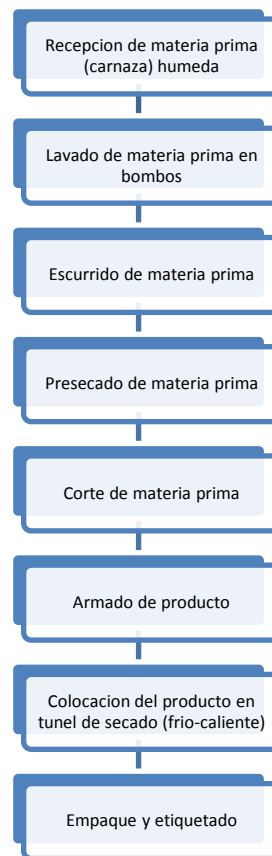 Recepcion de materia prima
(carnaza) humeda
Lavado de materia prima en
bombos
Escurrido de materia prima
Presecado de materia prima
Corte de materia prima
Armado de producto
Colocacion del producto en
tunel de secado (frio-caliente)
Empaque y etiquetado